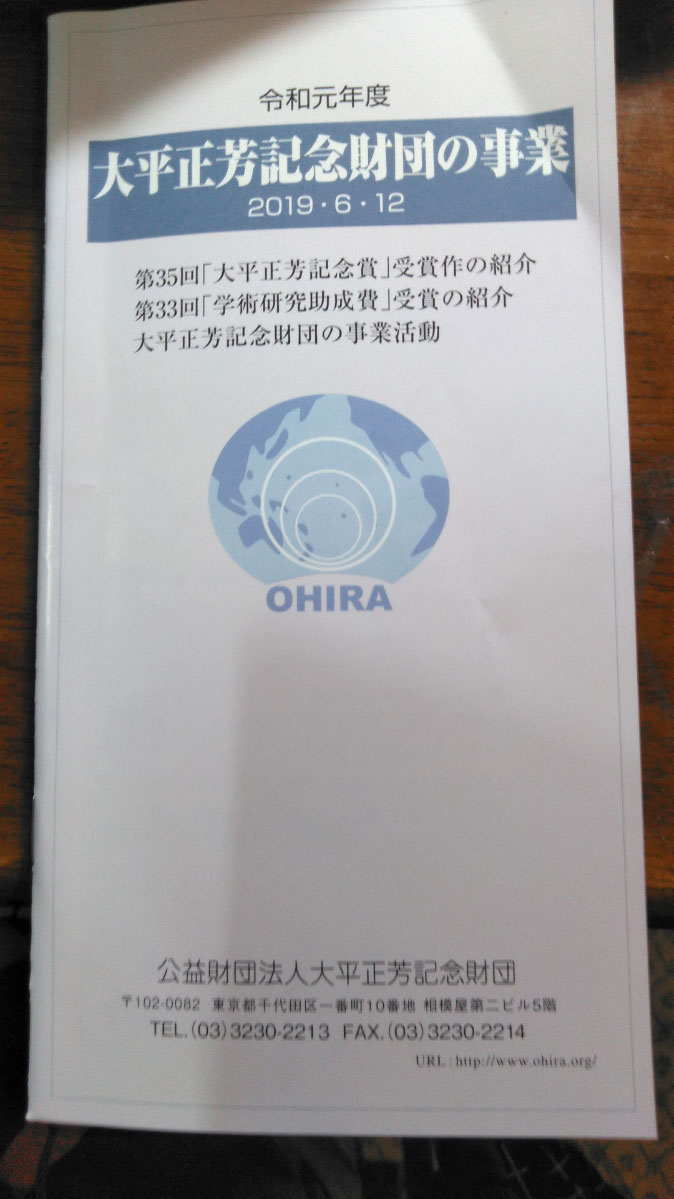 令和元年度
大平正芳記念財団の事業
2019・6・12
第35回「大平正芳記念賞」受賞作の紹介
第33回「学術研究助成費」受賞の紹介
大平正芳記念財団の事業活動
OHIRA
公益財団法人大平正芳記念財団
〒102-0082 東京都千代田区一番町10番地 相模屋第二ビル5階
TEL.(03)3230-2213 FAX.(03)3230-2214
URL : http://www.ohira.org/